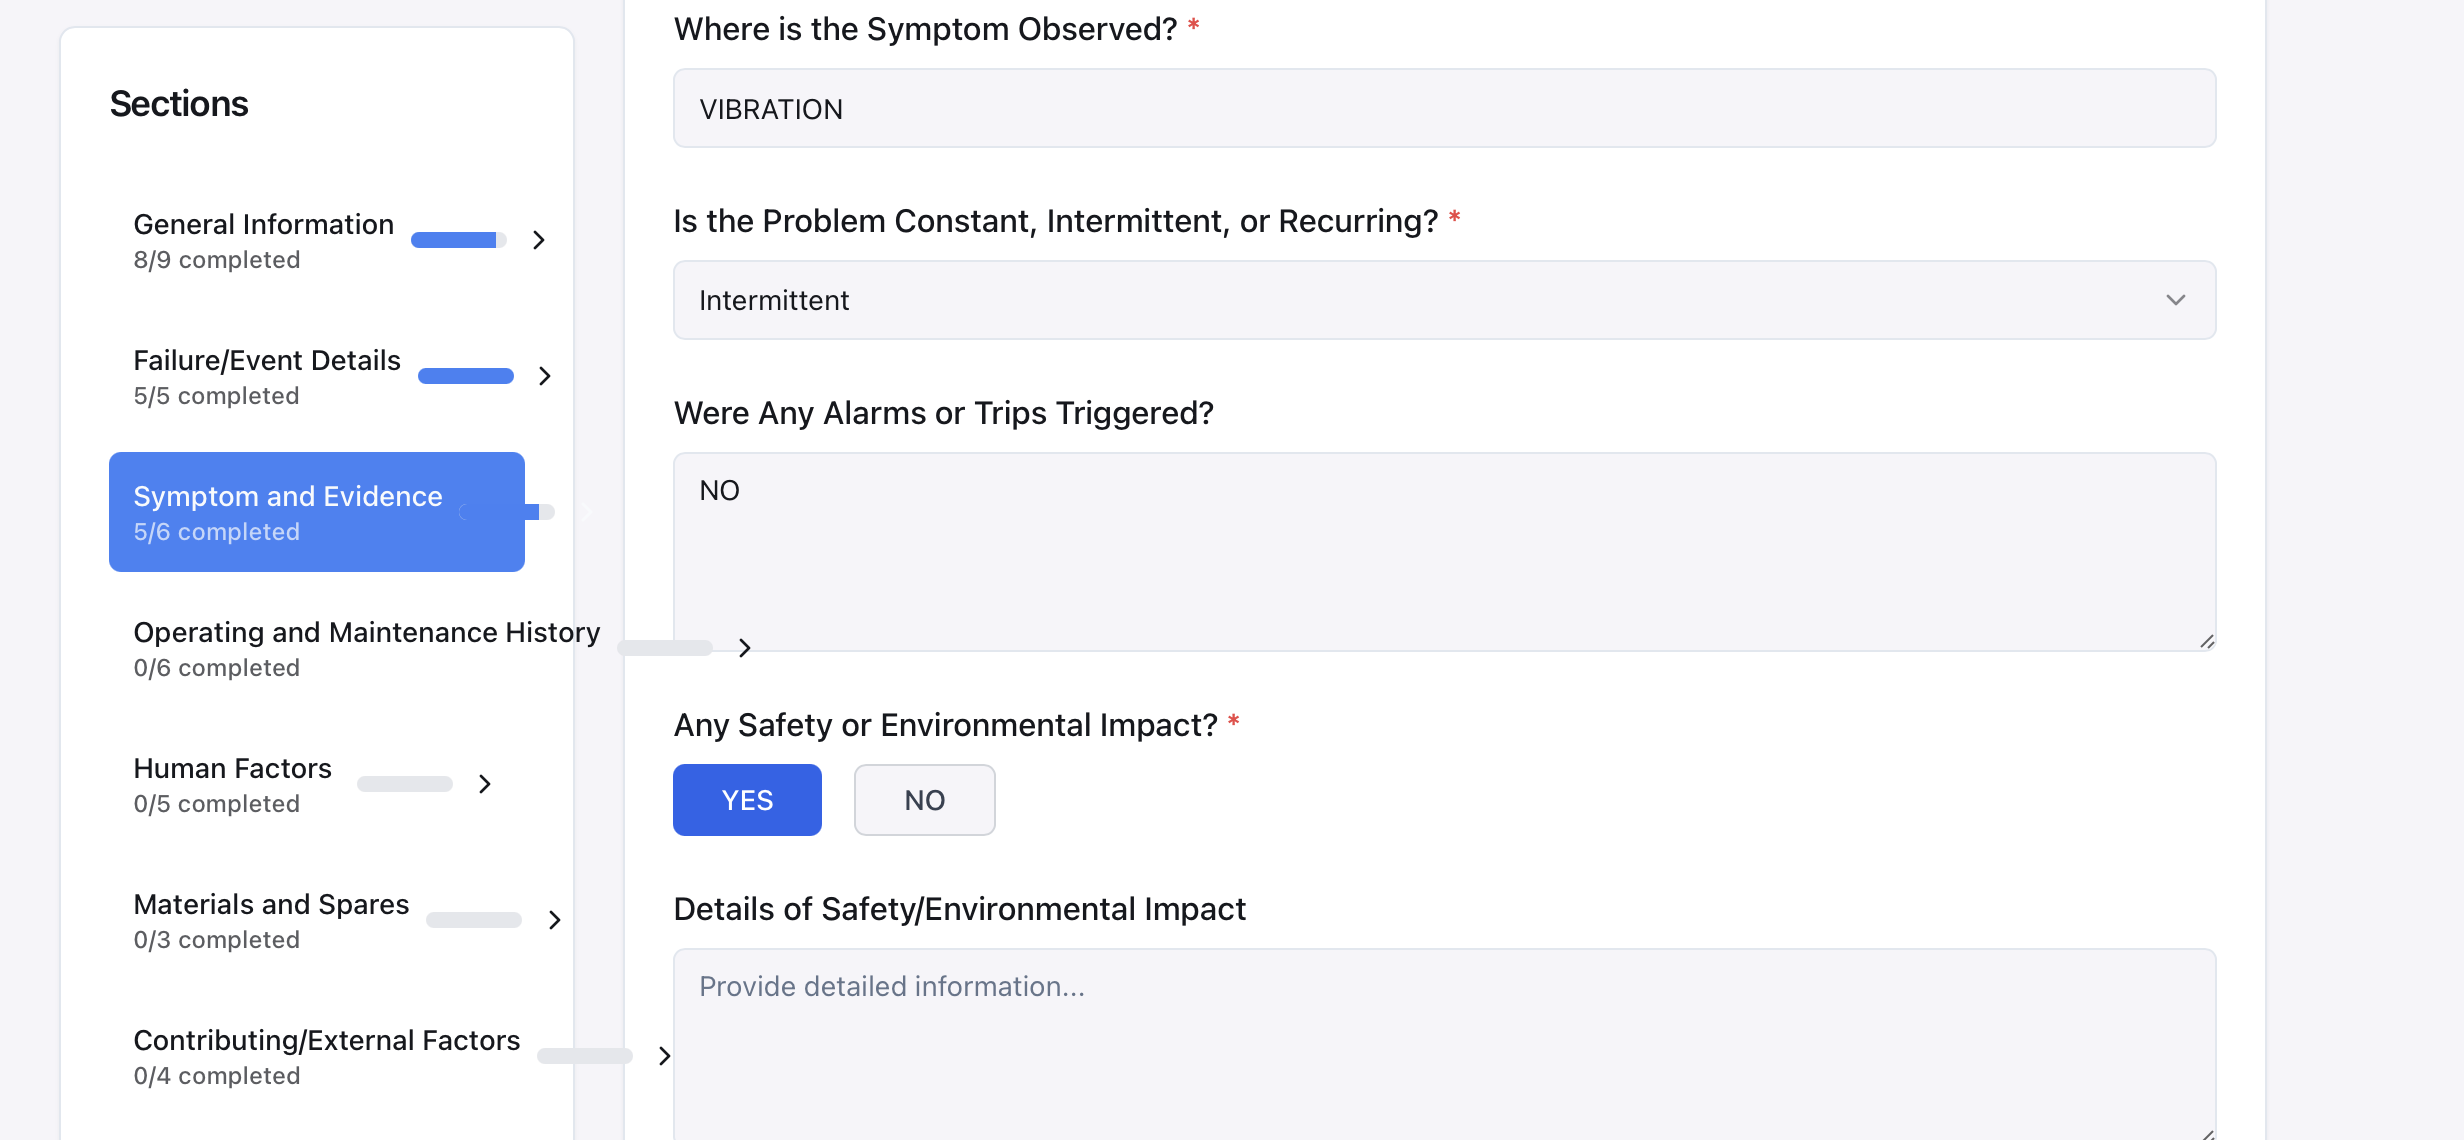 Sections
General Information
8/9 completed
Failure/Event Details
5/5 completed
Symptom and Evidence
5/6 completed
Operating and Maintenance History
0/6 completed
Human Factors
0/5 completed
Materials and Spares
0/3 completed
Contributing/External Factors
0/4 completed
Where is the Symptom Observed? *
VIBRATION
Is the Problem Constant, Intermittent, or Recurring? *
Intermittent
Were Any Alarms or Trips Triggered?
NO
Any Safety or Environmental Impact? *
YES
NO
Details of Safety/Environmental Impact
Provide detailed information...